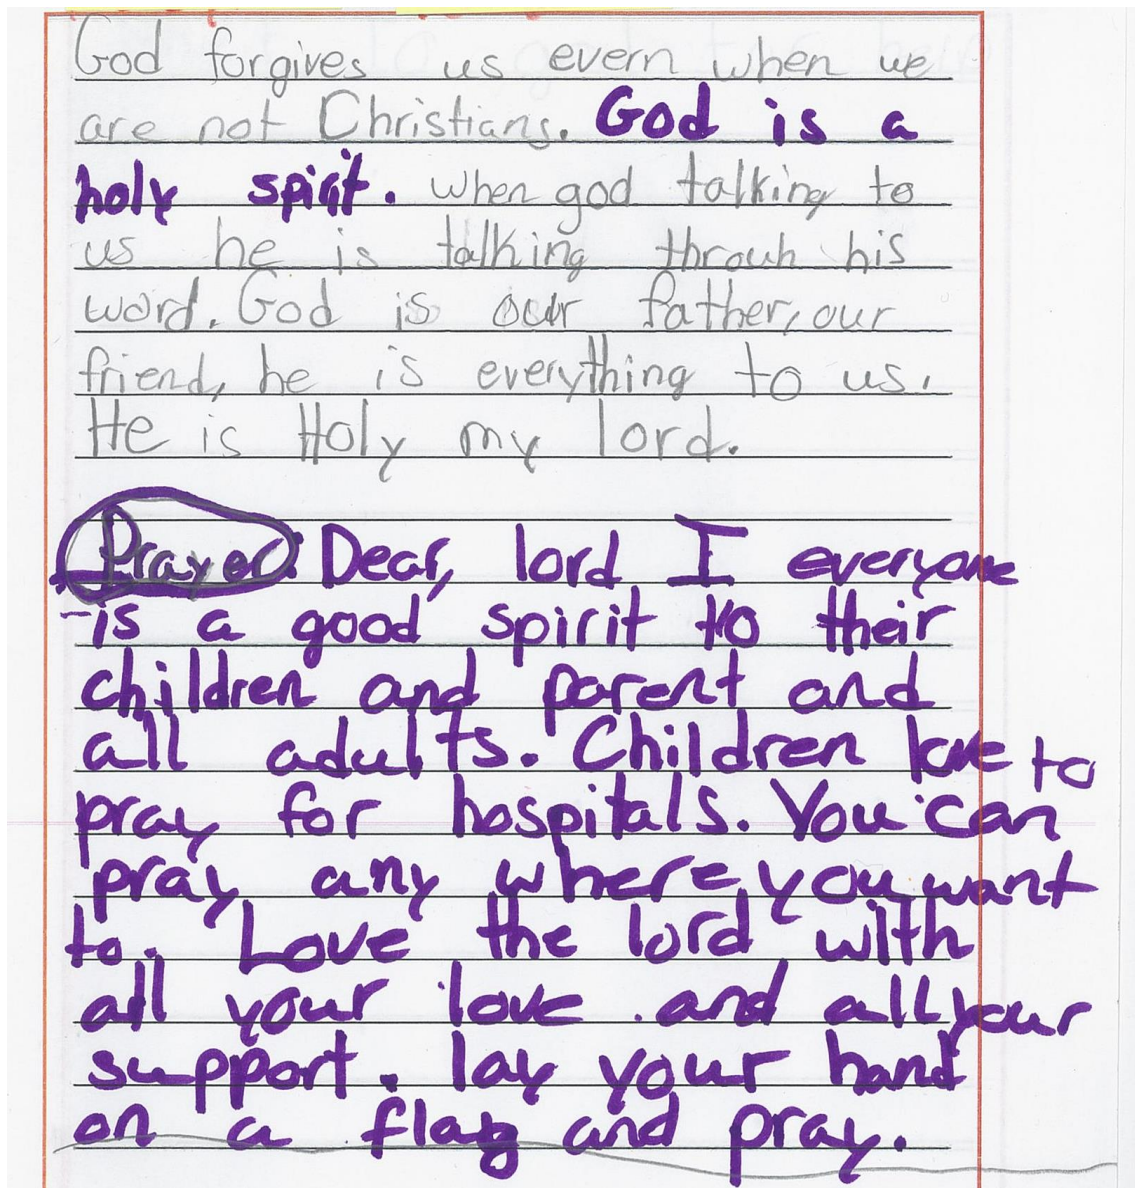 God forgives us evern when we
are not Christians. God is a
holy spirit. when god talking to
us he is talking throuh his
word. God is our father, our
friend, he is everything to us.
He is Holy my lord.
Prayer: Dear, lord I everyone
is a good spirit to their
children and parent and
all adults. Children love to
pray for hospitals. You can
pray any where you want
to. Love the lord with
all your love and all your
support. lay your hand
on a flag and pray.